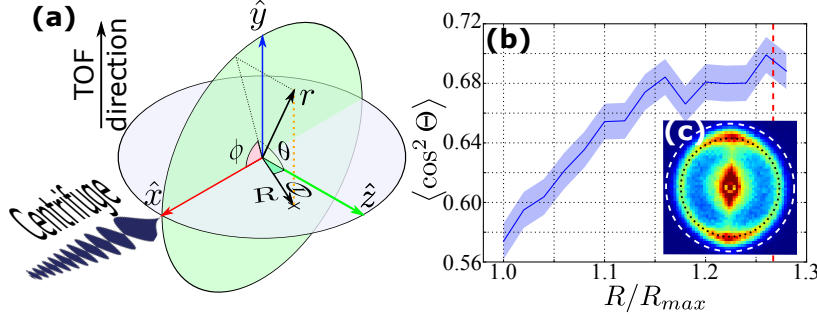 (a)
TOF
direction
ŷ
r
ϕ
θ
R
Θ
x̂
ẑ
Centrifuge
(b)
0.72
0.68
0.64
0.60
0.56
⟨cos² Θ⟩
(c)
1.0
1.1
1.2
1.3
R/R_max